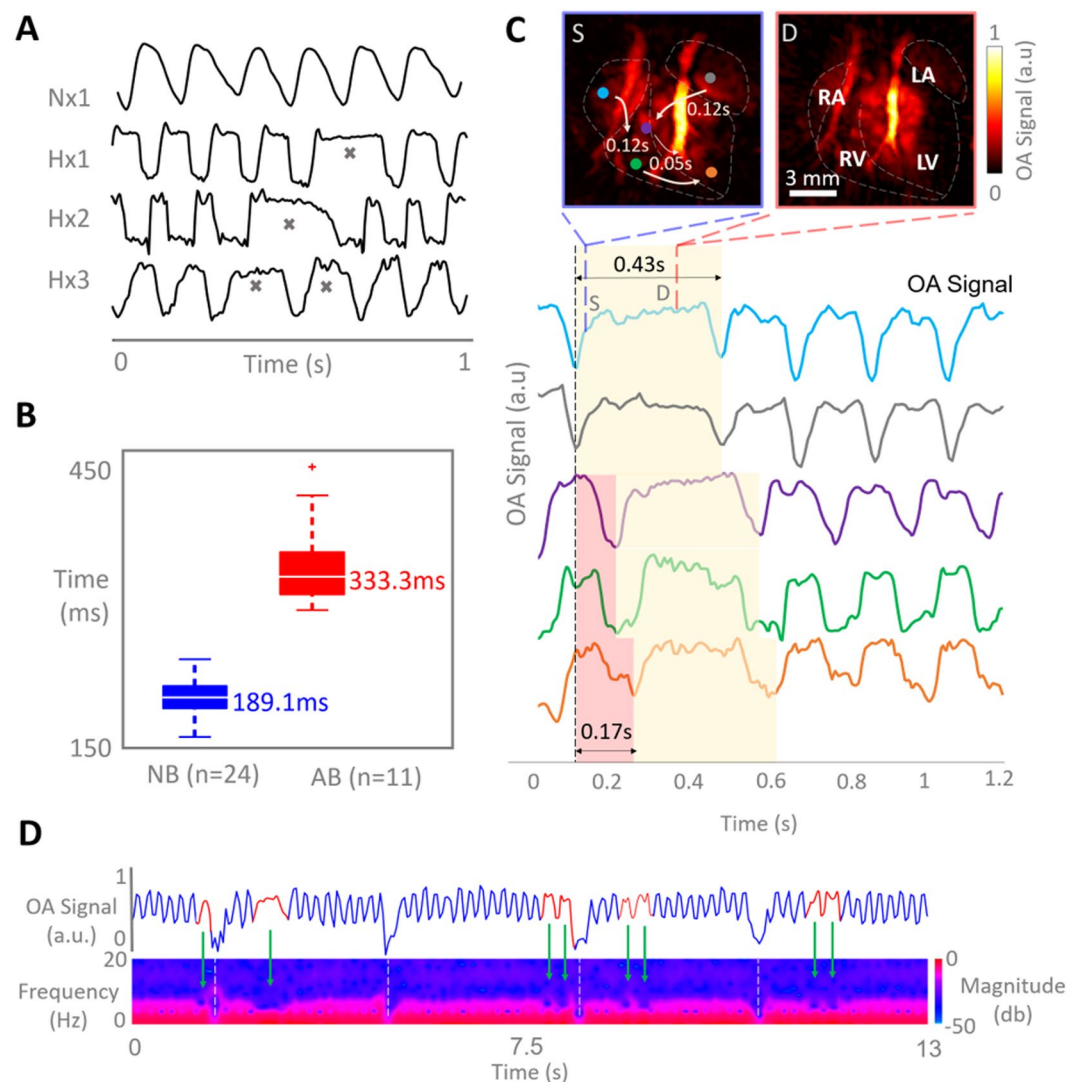 A
Nx1
Hx1
Hx2
Hx3
0
Time (s)
1
B
450
Time
(ms)
150
333.3ms
189.1ms
NB (n=24)
AB (n=11)
C
S
0.12s
0.12s
0.05s
D
RA
LA
RV
LV
3 mm
1
0
OA Signal (a.u)
0.43s
S
D
OA Signal
OA Signal (a.u)
0.17s
0
0.2
0.4
0.6
0.8
1
1.2
Time (s)
D
1
OA Signal
(a.u.)
0
20
Frequency
(Hz)
0
0
Magnitude
(db)
-50
0
7.5
13
Time (s)